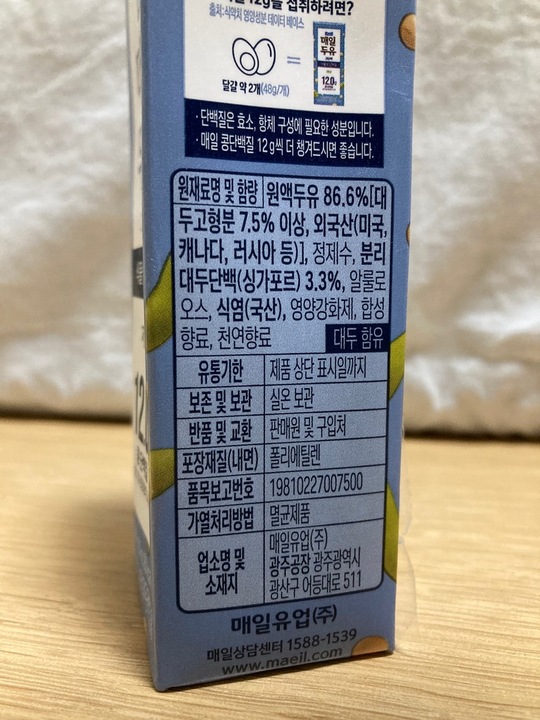 12g을 섭취하려면?
출처: 식약처 영양성분 데이터 베이스
매일
두유
12.0g
=
달걀 약 2개(48g/개)
· 단백질은 효소, 항체 구성에 필요한 성분입니다.
· 매일 콩단백질 12g씩 더 챙겨드시면 좋습니다.
원재료명 및 함량 원액두유 86.6%[대
두고형분 7.5% 이상, 외국산(미국,
캐나다, 러시아 등)], 정제수, 분리
대두단백(싱가포르) 3.3%, 알룰로
오스, 식염(국산), 영양강화제, 합성
향료, 천연향료 대두 함유
유통기한 제품 상단 표시일까지
보존 및 보관 실온 보관
반품 및 교환 판매원 및 구입처
포장재질(내면) 폴리에틸렌
품목보고번호 19810227007500
가열처리방법 멸균제품
업소명 및 소재지 매일유업(주)
광주공장 광주광역시
광산구 어등대로 511
매일유업(주)
매일상담센터 1588-1539
www.maeil.com